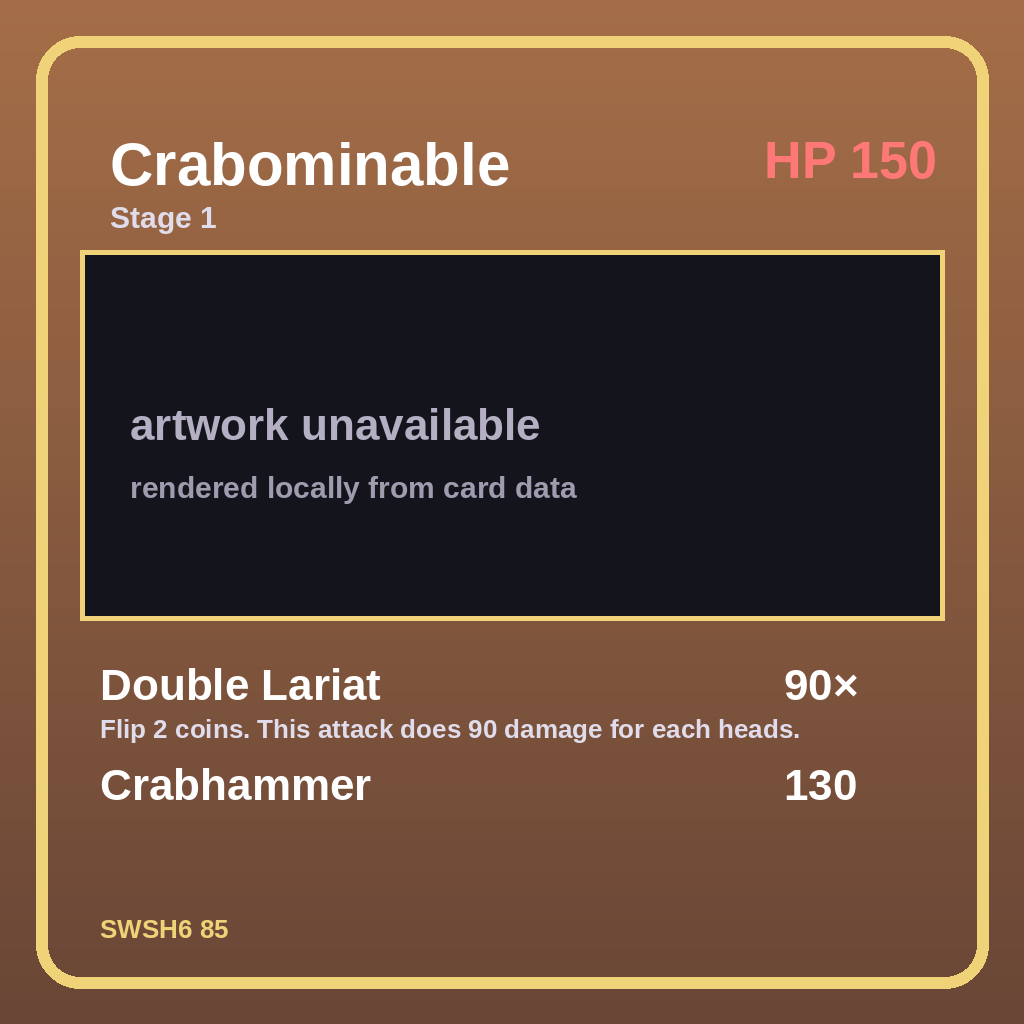 Crabominable
HP 150
Stage 1
artwork unavailable
rendered locally from card data
Double Lariat
90×
Flip 2 coins. This attack does 90 damage for each heads.
Crabhammer
130
SWSH6 85